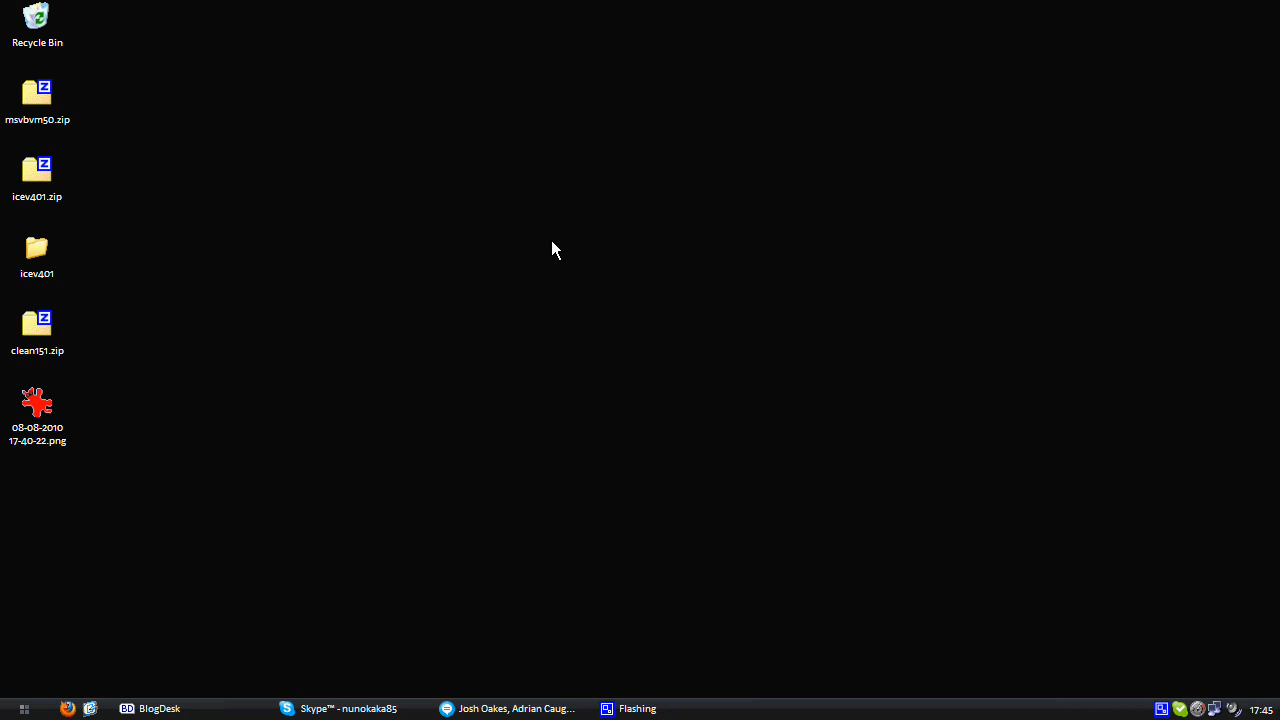 Recycle Bin
msvbvm50.zip
icev401.zip
icev401
clean151.zip
08-08-2010
17-40-22.png
BD BlogDesk
Skype™ - nunokaka85
Josh Oakes, Adrian Caug...
Flashing
17:45